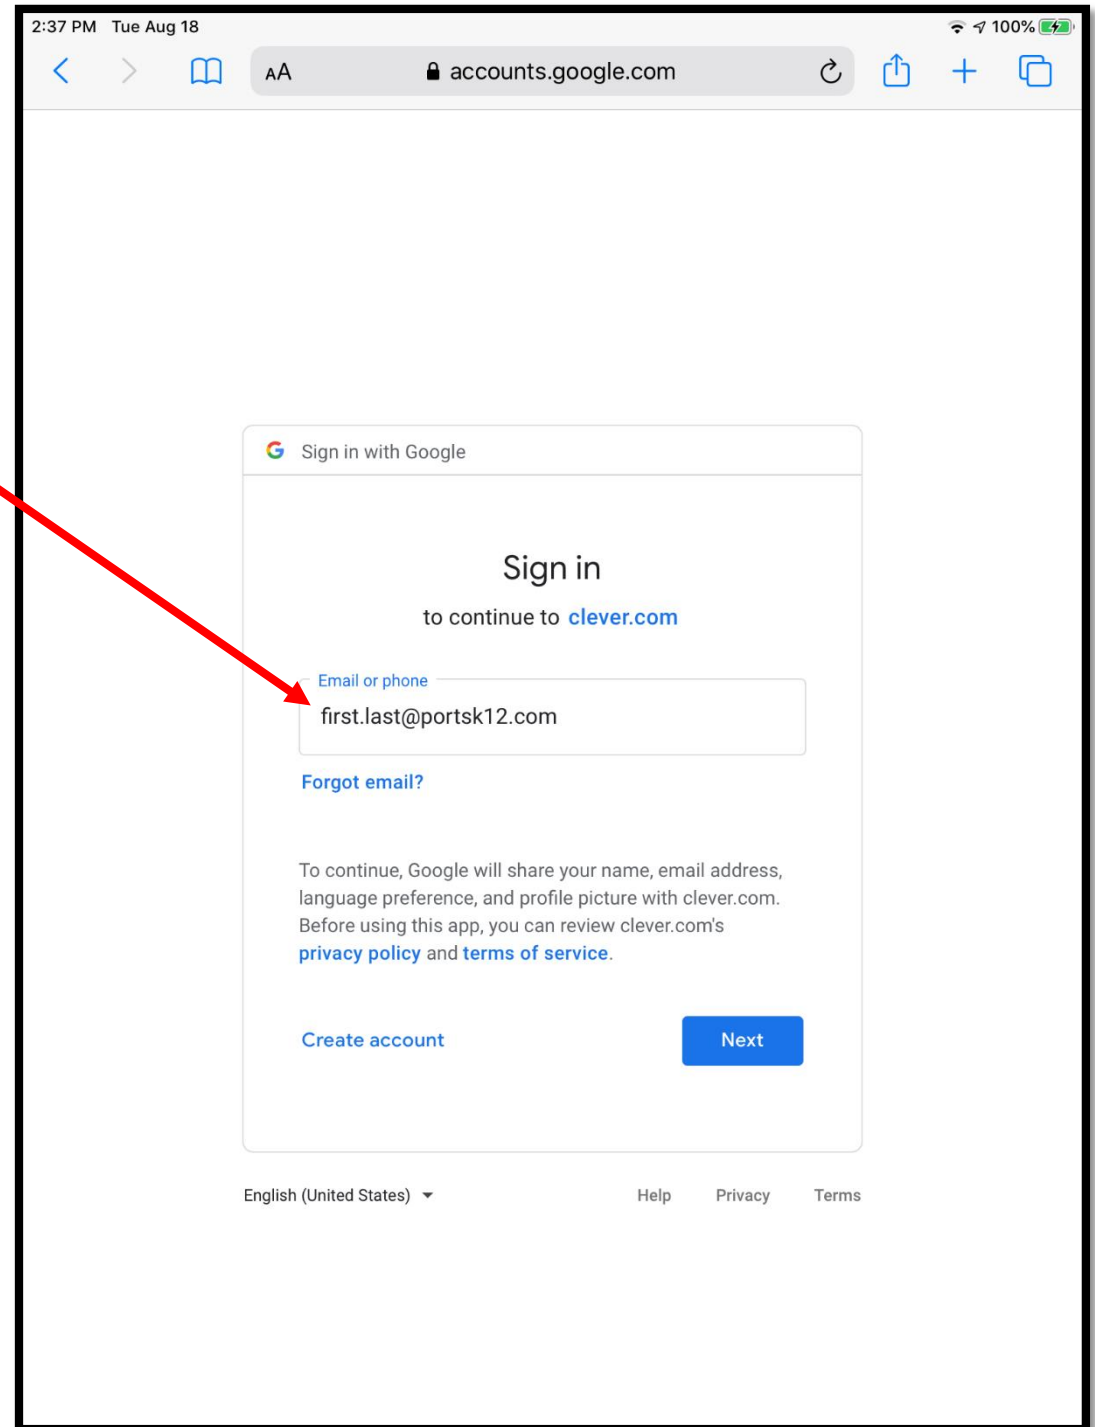 2:37 PM Tue Aug 18 100%
AA accounts.google.com
G Sign in with Google
Sign in
to continue to clever.com
Email or phone
first.last@portsk12.com
Forgot email?
To continue, Google will share your name, email address,
language preference, and profile picture with clever.com.
Before using this app, you can review clever.com's
privacy policy and terms of service.
Create account Next
English (United States) Help Privacy Terms